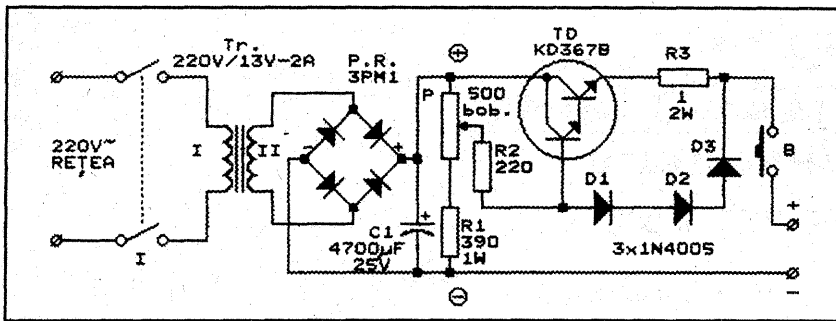 Tr.
220V/13V-2A
P.R.
3PM1
TD
KD367B
R3
1
2W
+
P
500
bob.
220V~
REȚEA
I
II
-
+
R2
220
D1
D2
D3
B
+
C1
4700µF
25V
+
R1
390
1W
3x1N4005
I
-
-